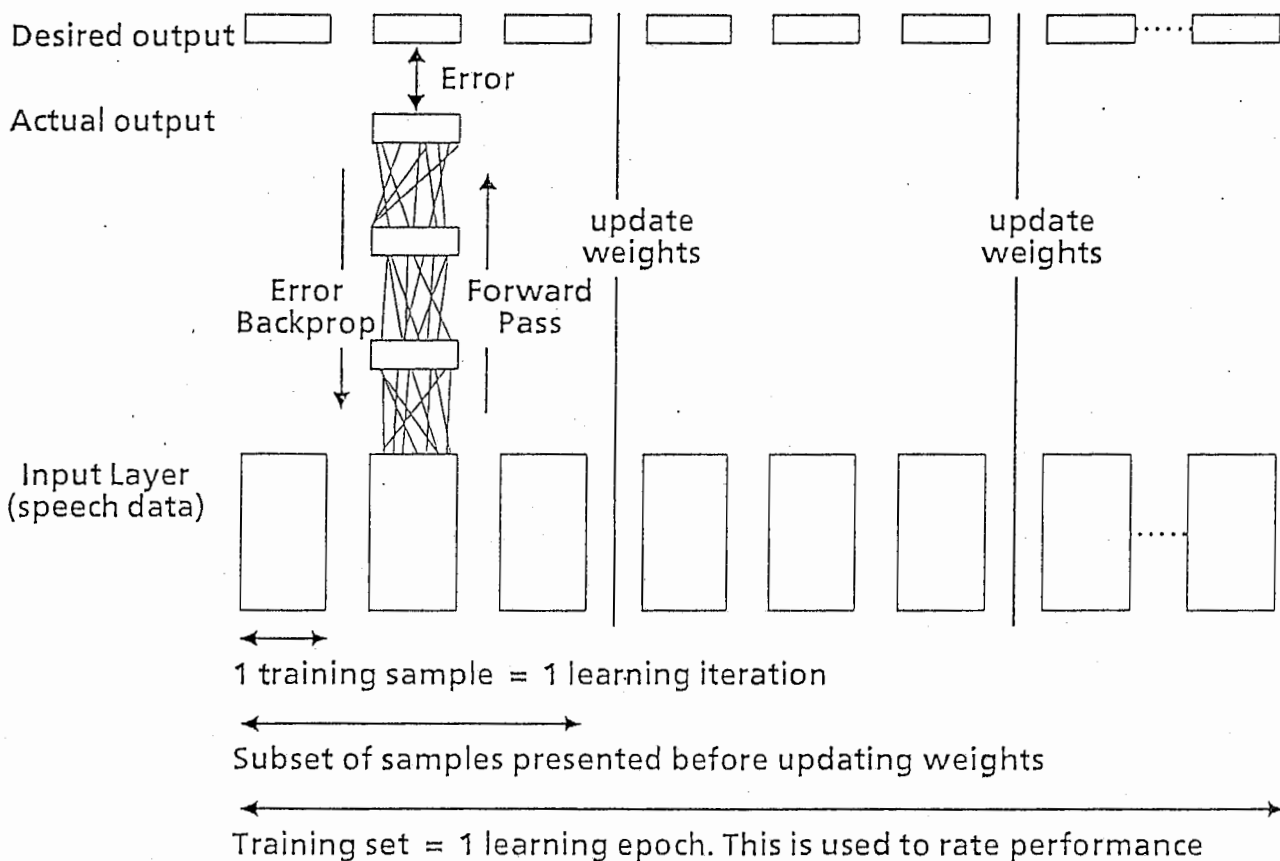 Desired output
Error
Actual output
update
weights
update
weights
Error
Backprop
Forward
Pass
Input Layer
(speech data)
1 training sample = 1 learning iteration
Subset of samples presented before updating weights
Training set = 1 learning epoch. This is used to rate performance